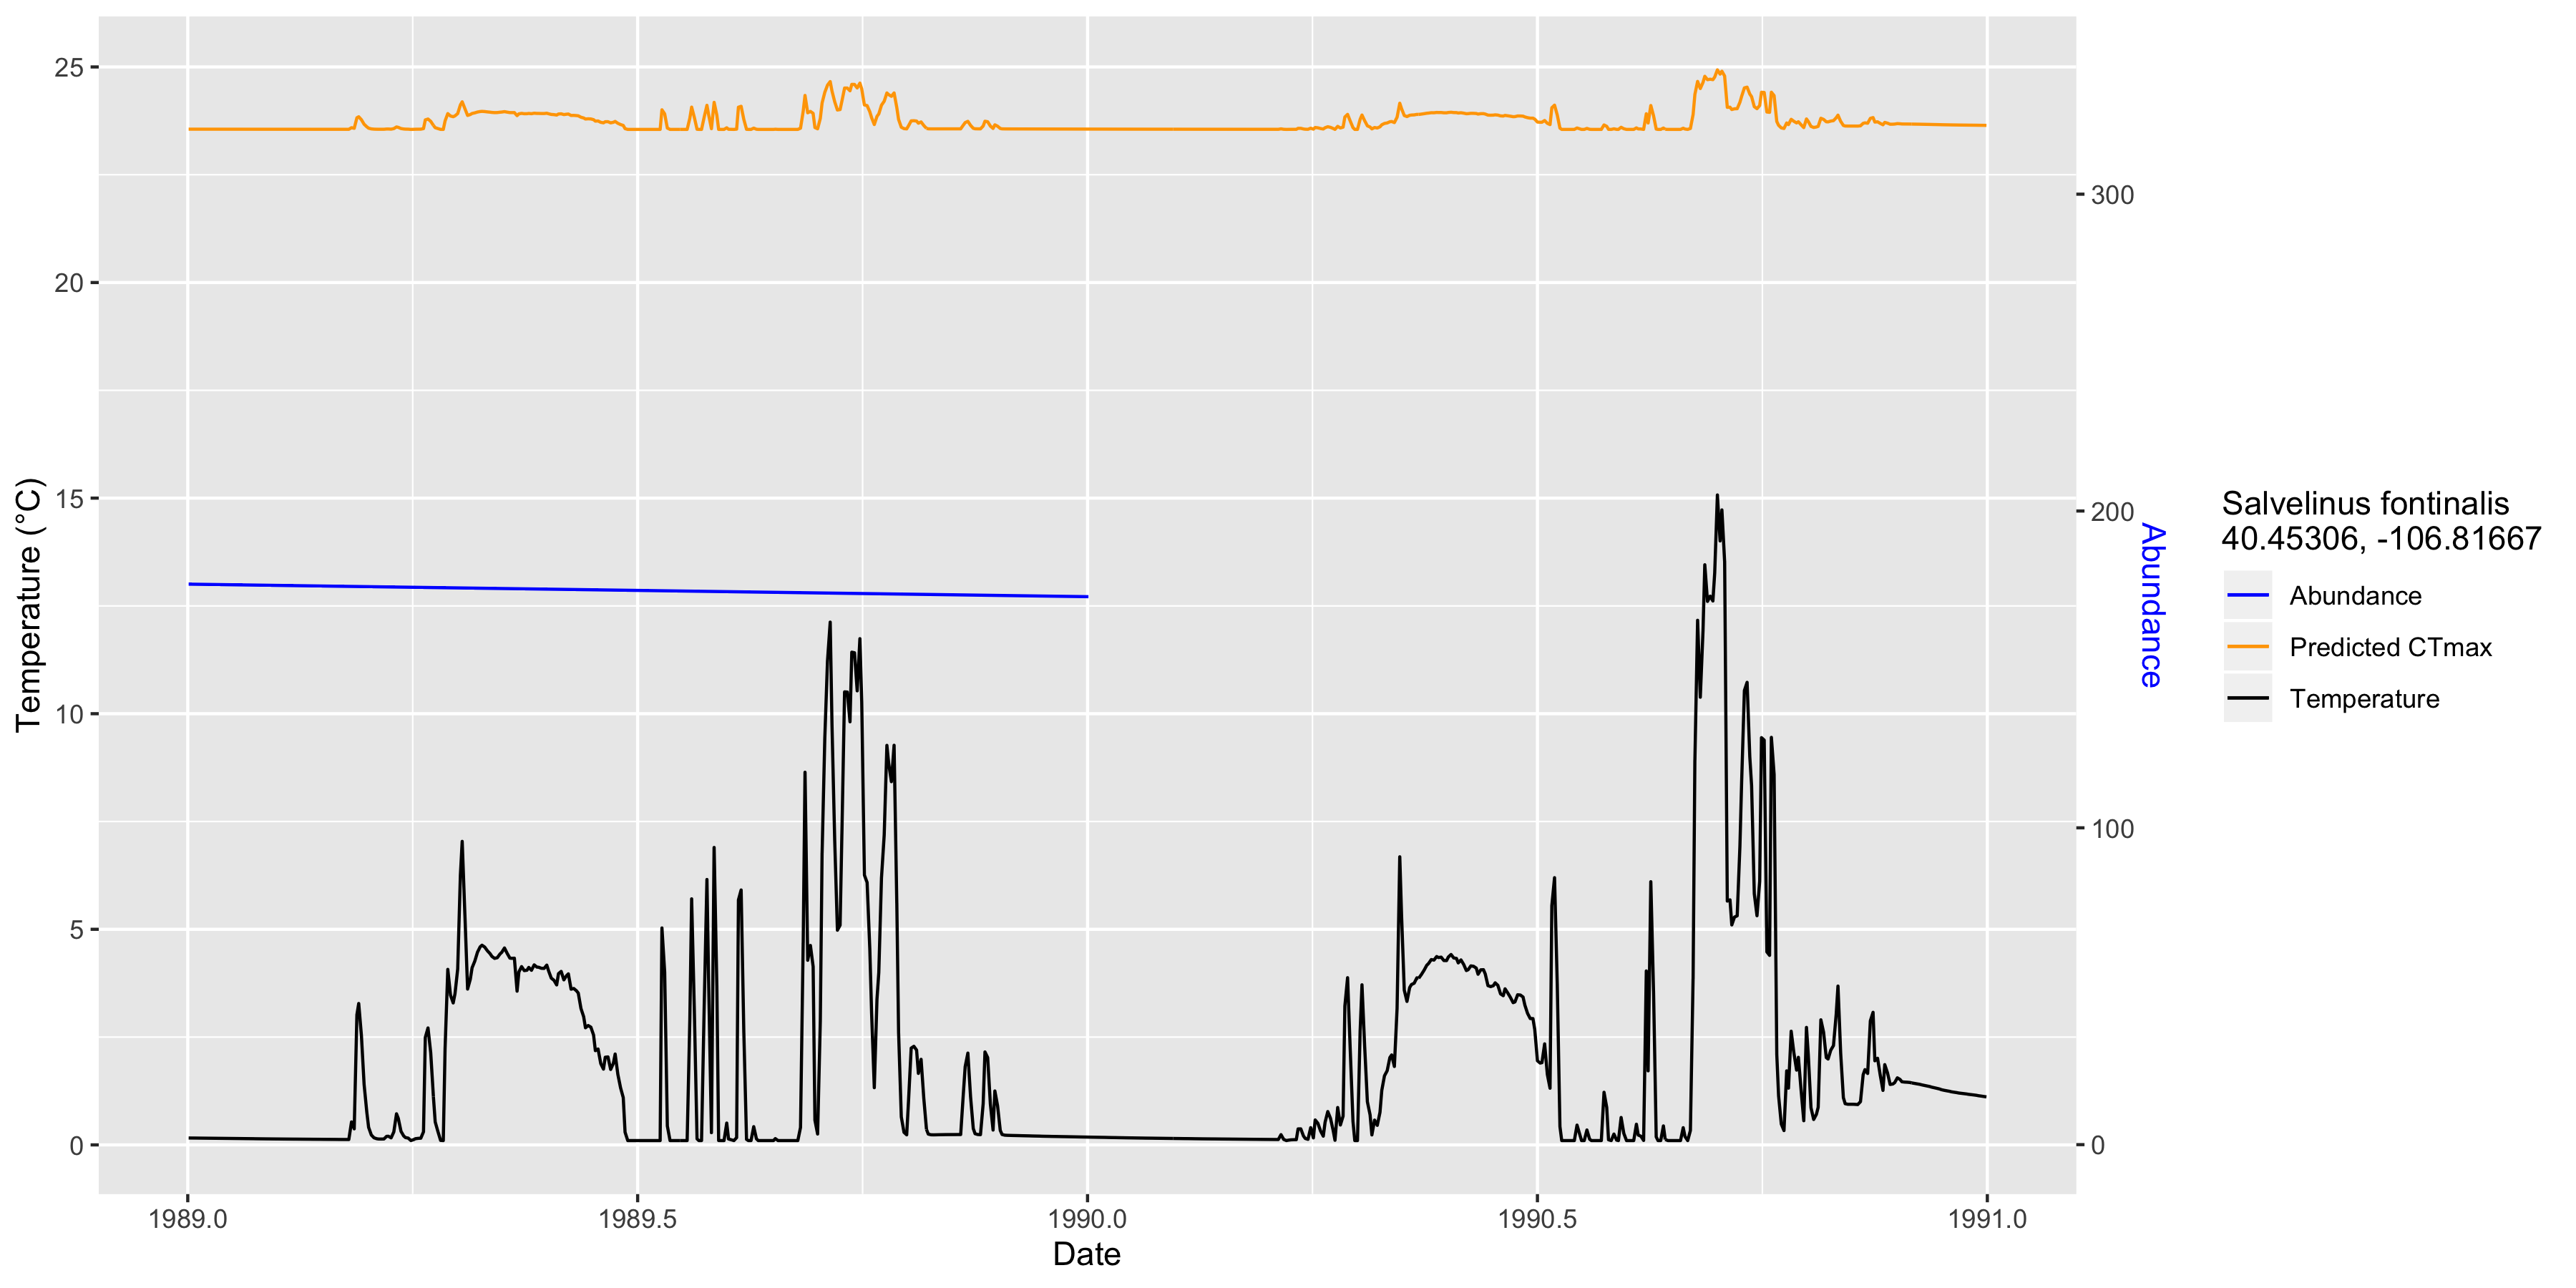 25
20
15
10
5
0
Temperature (°C)
300
200
100
0
Abundance
1989.0
1989.5
1990.0
1990.5
1991.0
Date
Salvelinus fontinalis
40.45306, -106.81667
Abundance
Predicted CTmax
Temperature